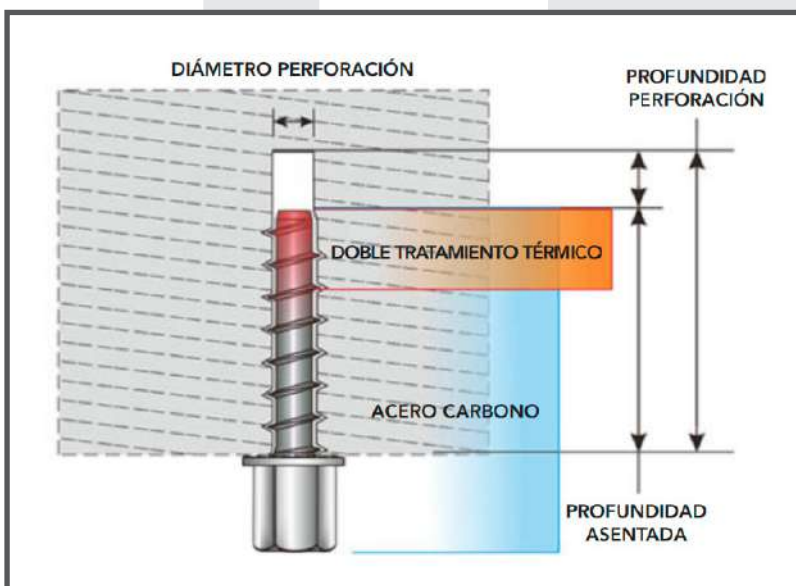 DIÁMETRO PERFORACIÓN
PROFUNDIDAD
PERFORACIÓN
DOBLE TRATAMIENTO TÉRMICO
ACERO CARBONO
PROFUNDIDAD
ASENTADA